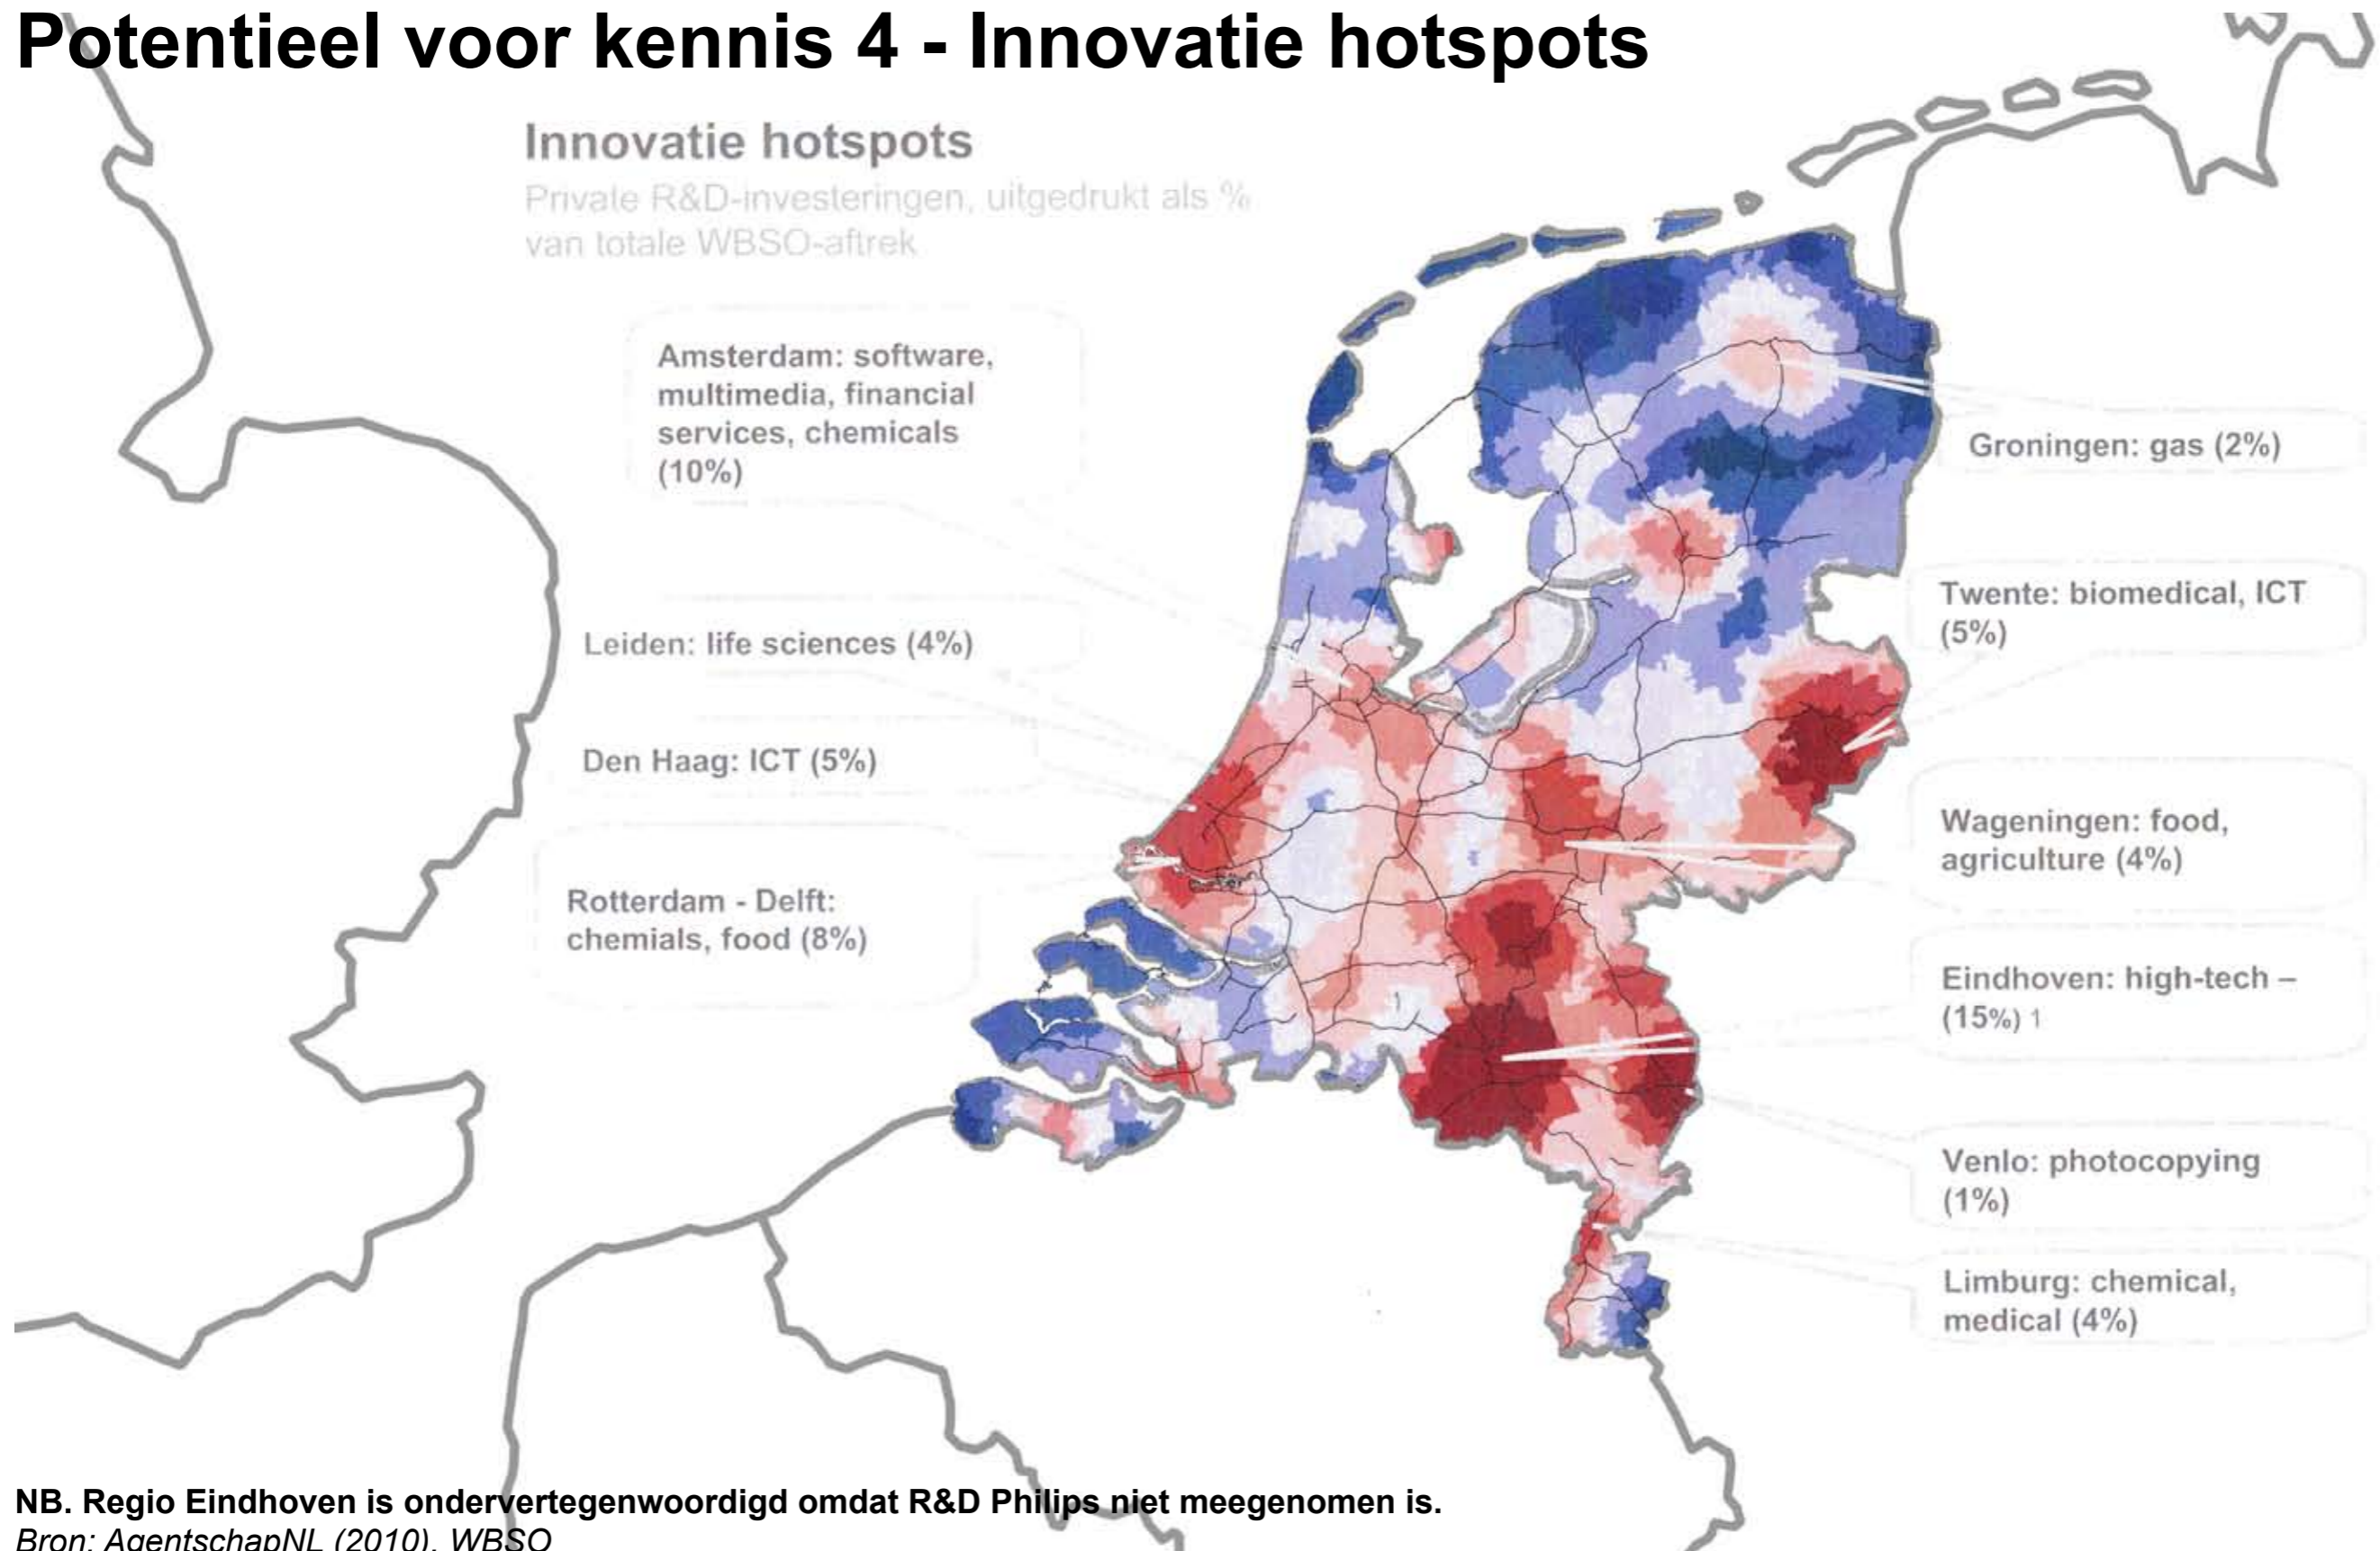 Potentieel voor kennis 4 - Innovatie hotspots
Innovatie hotspots
Private R&D-investeringen, uitgedrukt als %
van totale WBSO-aftrek
Amsterdam: software,
multimedia, financial
services, chemicals
(10%)
Leiden: life sciences (4%)
Den Haag: ICT (5%)
Rotterdam - Delft:
chemials, food (8%)
Groningen: gas (2%)
Twente: biomedical, ICT
(5%)
Wageningen: food,
agriculture (4%)
Eindhoven: high-tech –
(15%) 1
Venlo: photocopying
(1%)
Limburg: chemical,
medical (4%)
NB. Regio Eindhoven is ondervertegenwoordigd omdat R&D Philips niet meegenomen is.
Bron: AgentschapNL (2010), WBSO